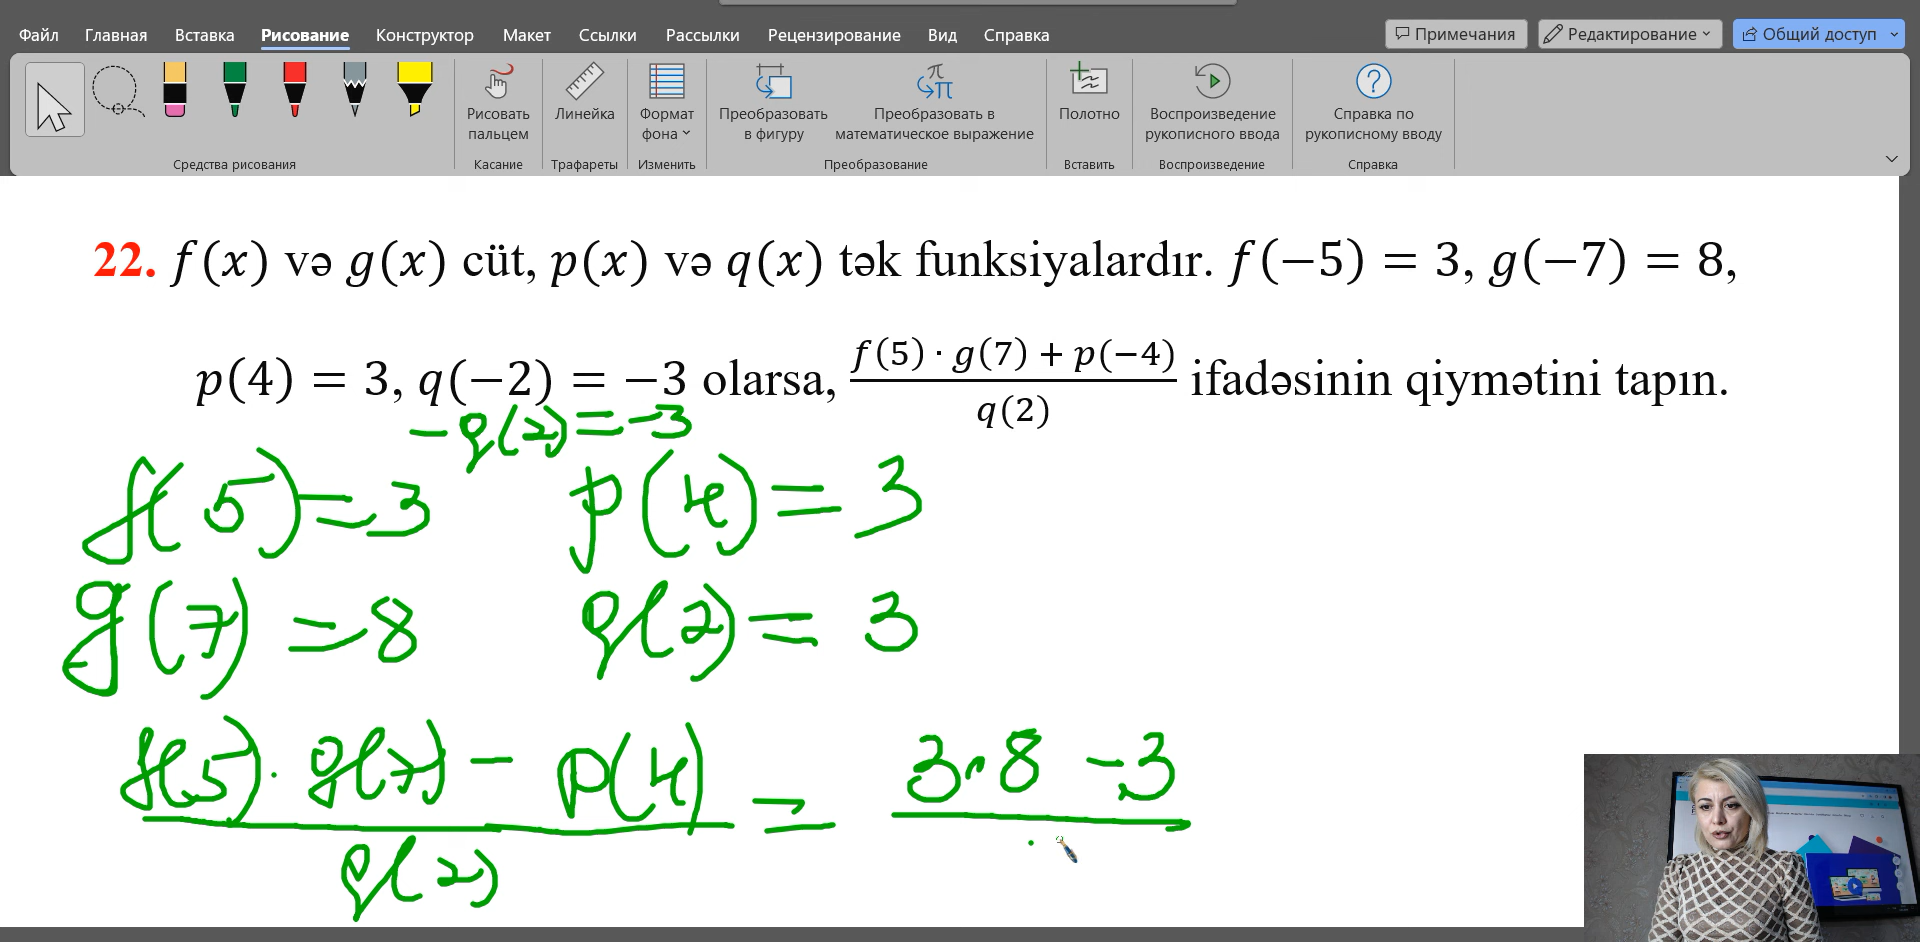 Файл Главная Вставка Рисование Конструктор Макет Ссылки Рассылки Рецензирование Вид Справка Примечания Редактирование Общий доступ
Рисовать пальцем Линейка Формат фона Преобразовать в фигуру Преобразовать в математическое выражение Полотно Воспроизведение рукописного ввода Справка по рукописному вводу
Средства рисования Касание Трафареты Изменить Преобразование Вставить Воспроизведение Справка
22. f(x) və g(x) cüt, p(x) və q(x) tək funksiyalardır. f(−5) = 3, g(−7) = 8,
p(4) = 3, q(−2) = −3 olarsa, (f(5) · g(7) + p(−4)) / q(2) ifadəsinin qiymətini tapın.
−q(2) = −3
f(5) = 3 p(4) = 3
g(7) = 8 q(2) = 3
f(5) · g(7) − p(4) = 3 · 8 − 3
q(2)